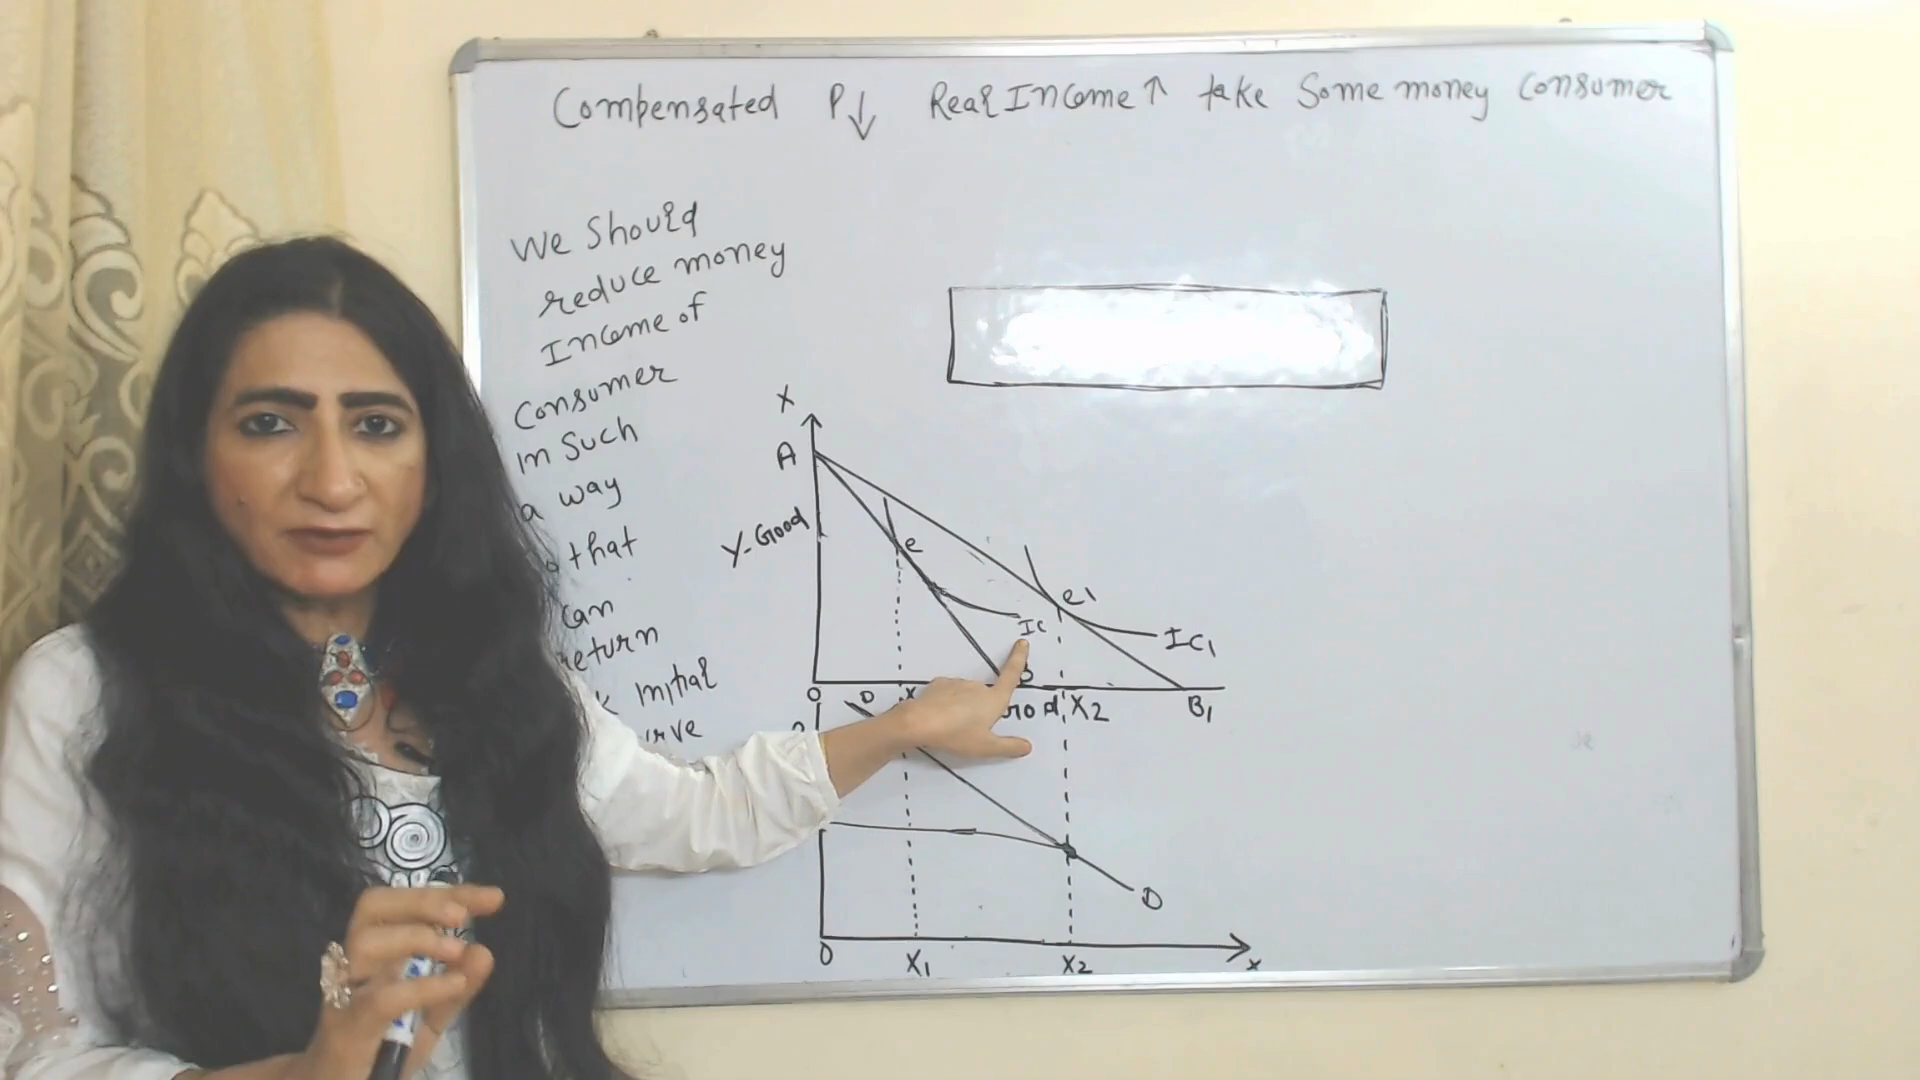 Compensated P↓ Real Income↑ take Some money Consumer
We Should
reduce money
Income of
Consumer
in Such
a way
that
can
return
initial
X
A
Y-Good
e
e1
IC
IC1
B
O
X2
B1
D
D
O
X1
X2
x